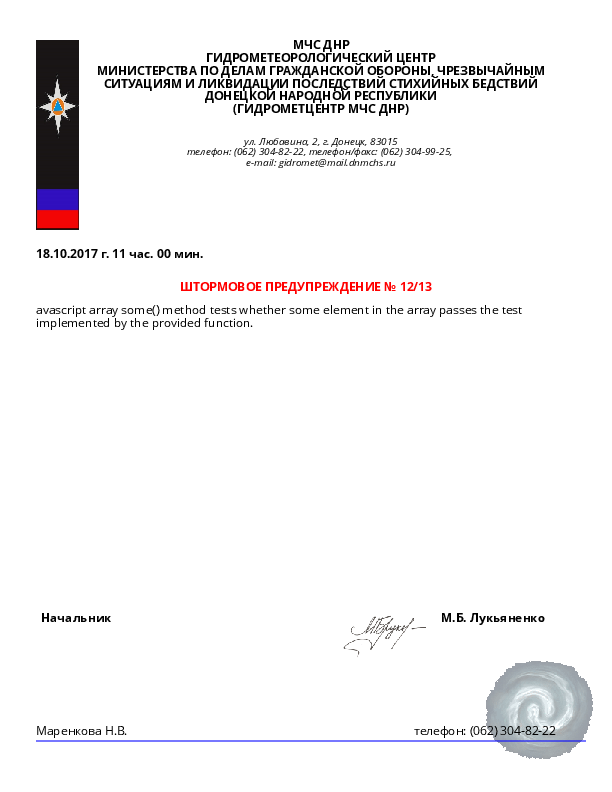 МЧС ДНР
ГИДРОМЕТЕОРОЛОГИЧЕСКИЙ ЦЕНТР
МИНИСТЕРСТВА ПО ДЕЛАМ ГРАЖДАНСКОЙ ОБОРОНЫ, ЧРЕЗВЫЧАЙНЫМ
СИТУАЦИЯМ И ЛИКВИДАЦИИ ПОСЛЕДСТВИЙ СТИХИЙНЫХ БЕДСТВИЙ
ДОНЕЦКОЙ НАРОДНОЙ РЕСПУБЛИКИ
(ГИДРОМЕТЦЕНТР МЧС ДНР)
ул. Любавина, 2, г. Донецк, 83015
телефон: (062) 304-82-22, телефон/факс: (062) 304-99-25,
e-mail: gidromet@mail.dnmchs.ru
18.10.2017 г. 11 час. 00 мин.
ШТОРМОВОЕ ПРЕДУПРЕЖДЕНИЕ № 12/13
avascript array some() method tests whether some element in the array passes the test
implemented by the provided function.
Начальник М.Б. Лукьяненко
Маренкова Н.В. телефон: (062) 304-82-22